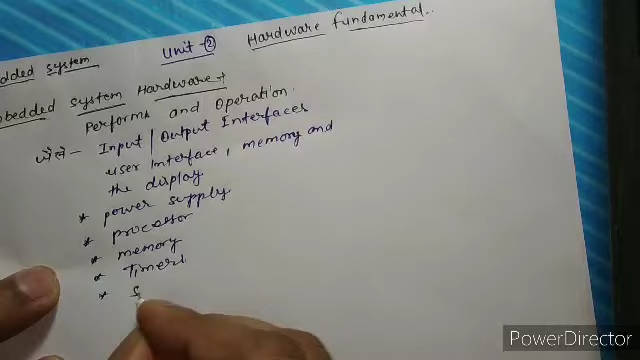 dded system
Unit-2 Hardware fundamental..
bedded system Hardware→
Performs and Operation.
जैसे- Input | Output Interfaces
user Interface, memory and
the display
* power supply
* processor
* memory
* Timers
* S
PowerDirector